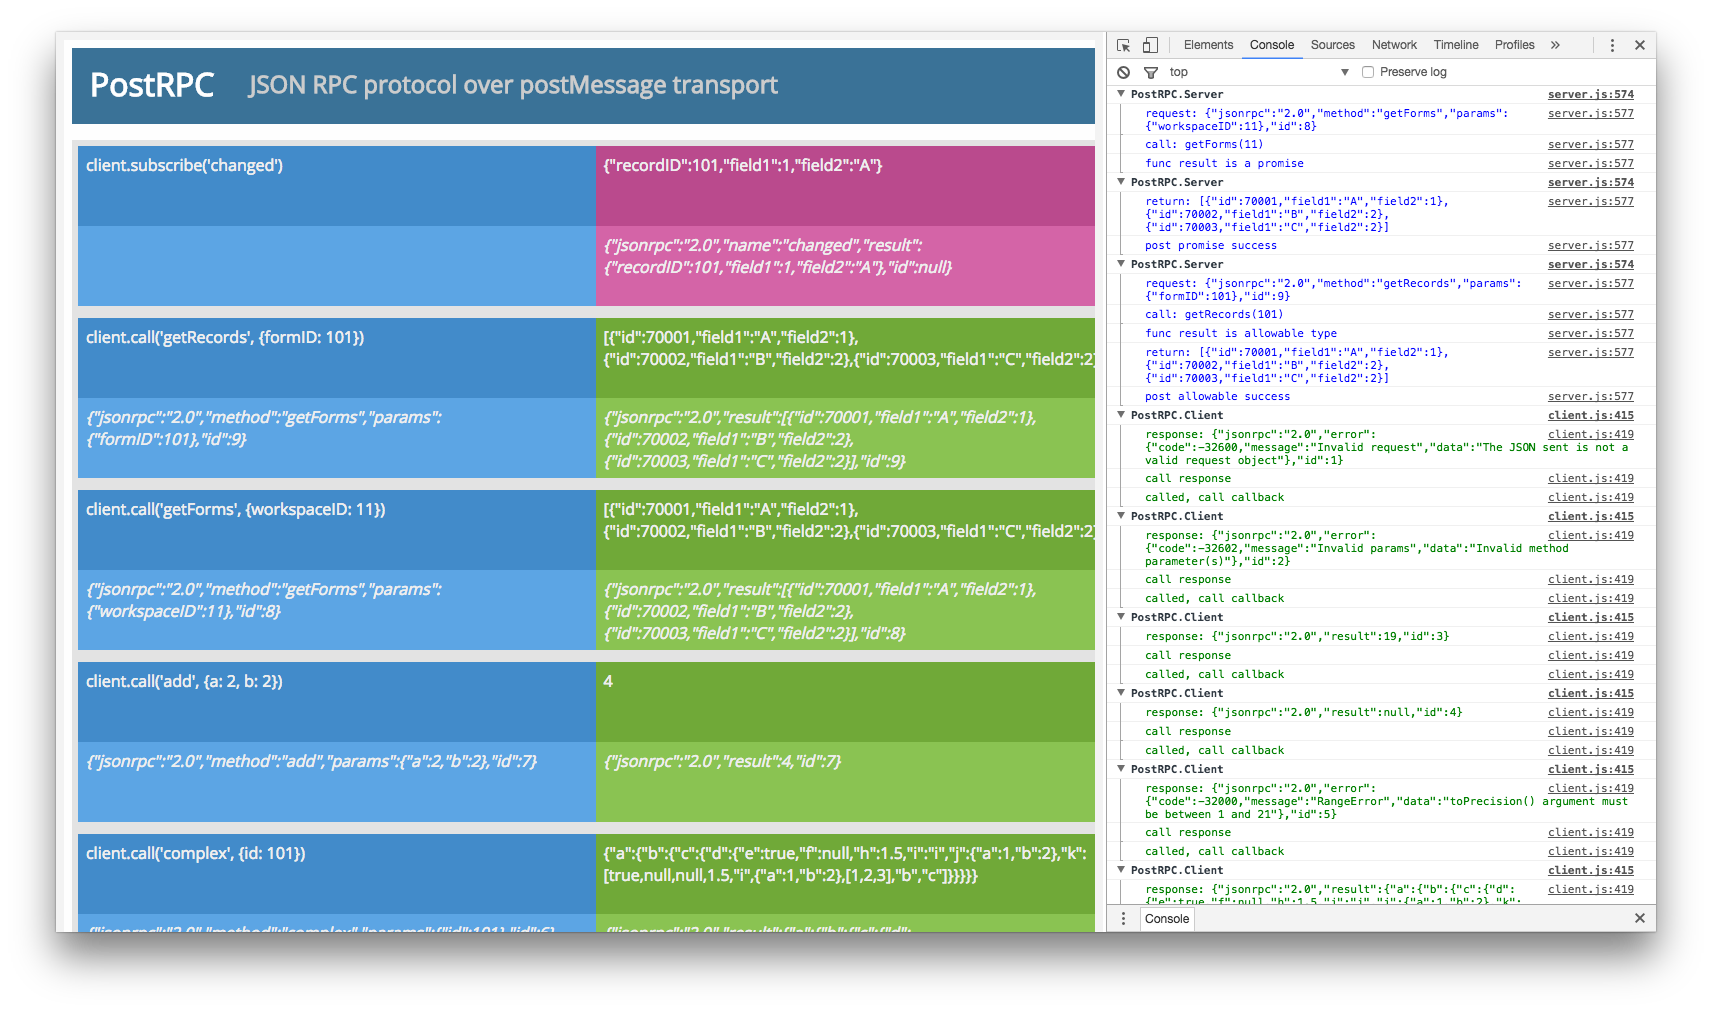 PostRPC JSON RPC protocol over postMessage transport
client.subscribe('changed')
{"recordID":101,"field1":1,"field2":"A"}
{"jsonrpc":"2.0","name":"changed","result":
{"recordID":101,"field1":1,"field2":"A"},"id":null}
client.call('getRecords', {formID: 101})
[{"id":70001,"field1":"A","field2":1},
{"id":70002,"field1":"B","field2":2},{"id":70003,"field1":"C","field2":2}
{"jsonrpc":"2.0","method":"getForms","params":
{"formID":101},"id":9}
{"jsonrpc":"2.0","result":[{"id":70001,"field1":"A","field2":1},
{"id":70002,"field1":"B","field2":2},
{"id":70003,"field1":"C","field2":2}],"id":9}
client.call('getForms', {workspaceID: 11})
[{"id":70001,"field1":"A","field2":1},
{"id":70002,"field1":"B","field2":2},{"id":70003,"field1":"C","field2":2}
{"jsonrpc":"2.0","method":"getForms","params":
{"workspaceID":11},"id":8}
{"jsonrpc":"2.0","result":[{"id":70001,"field1":"A","field2":1},
{"id":70002,"field1":"B","field2":2},
{"id":70003,"field1":"C","field2":2}],"id":8}
client.call('add', {a: 2, b: 2})
4
{"jsonrpc":"2.0","method":"add","params":{"a":2,"b":2},"id":7}
{"jsonrpc":"2.0","result":4,"id":7}
client.call('complex', {id: 101})
{"a":{"b":{"c":{"d":{"e":true,"f":null,"h":1.5,"i":"i","j":{"a":1,"b":2},"k":
[true,null,null,1.5,"i",{"a":1,"b":2},[1,2,3],"b","c"]}}}}}
{"jsonrpc":"2.0","method":"complex","params":{"id":101},"id":6}
{"jsonrpc":"2.0","result":{"a":{"b":{"c":{"d":
Elements Console Sources Network Timeline Profiles »
top Preserve log
PostRPC.Server server.js:574
request: {"jsonrpc":"2.0","method":"getForms","params": server.js:577
{"workspaceID":11},"id":8}
call: getForms(11) server.js:577
func result is a promise server.js:577
PostRPC.Server server.js:574
return: [{"id":70001,"field1":"A","field2":1}, server.js:577
{"id":70002,"field1":"B","field2":2},
{"id":70003,"field1":"C","field2":2}]
post promise success server.js:577
PostRPC.Server server.js:574
request: {"jsonrpc":"2.0","method":"getRecords","params": server.js:577
{"formID":101},"id":9}
call: getRecords(101) server.js:577
func result is allowable type server.js:577
return: [{"id":70001,"field1":"A","field2":1}, server.js:577
{"id":70002,"field1":"B","field2":2},
{"id":70003,"field1":"C","field2":2}]
post allowable success server.js:577
PostRPC.Client client.js:415
response: {"jsonrpc":"2.0","error": client.js:419
{"code":-32600,"message":"Invalid request","data":"The JSON sent is not a
valid request object"},"id":1}
call response client.js:419
called, call callback client.js:419
PostRPC.Client client.js:415
response: {"jsonrpc":"2.0","error": client.js:419
{"code":-32602,"message":"Invalid params","data":"Invalid method
parameter(s)"},"id":2}
call response client.js:419
called, call callback client.js:419
PostRPC.Client client.js:415
response: {"jsonrpc":"2.0","result":19,"id":3} client.js:419
call response client.js:419
called, call callback client.js:419
PostRPC.Client client.js:415
response: {"jsonrpc":"2.0","result":null,"id":4} client.js:419
call response client.js:419
called, call callback client.js:419
PostRPC.Client client.js:415
response: {"jsonrpc":"2.0","error": client.js:419
{"code":-32000,"message":"RangeError","data":"toPrecision() argument must
be between 1 and 21"},"id":5}
call response client.js:419
called, call callback client.js:419
PostRPC.Client client.js:415
response: {"jsonrpc":"2.0","result":{"a":{"b":{"c":{"d": client.js:419
{"e":true,"f":null,"h":1.5,"i":"i","j":{"a":1,"b":2},"k":
Console